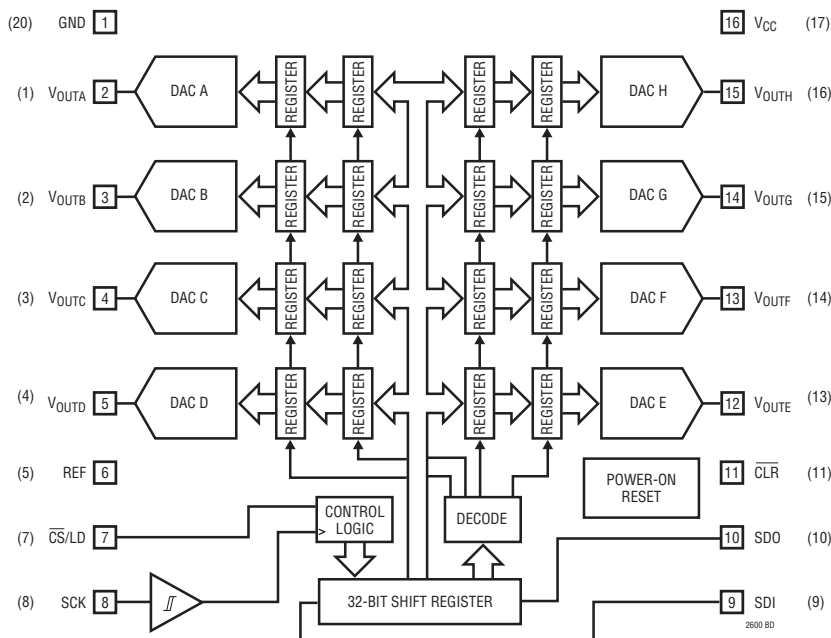 (20) GND 1 16 VCC (17)
(1) VOUTA 2 DAC A REGISTER REGISTER REGISTER REGISTER DAC H 15 VOUTH (16)
(2) VOUTB 3 DAC B REGISTER REGISTER REGISTER REGISTER DAC G 14 VOUTG (15)
(3) VOUTC 4 DAC C REGISTER REGISTER REGISTER REGISTER DAC F 13 VOUTF (14)
(4) VOUTD 5 DAC D REGISTER REGISTER REGISTER REGISTER DAC E 12 VOUTE (13)
(5) REF 6 POWER-ON RESET 11 CLR (11)
(7) CS/LD 7 CONTROL LOGIC DECODE 10 SDO (10)
(8) SCK 8 32-BIT SHIFT REGISTER 9 SDI (9)
2600 BD